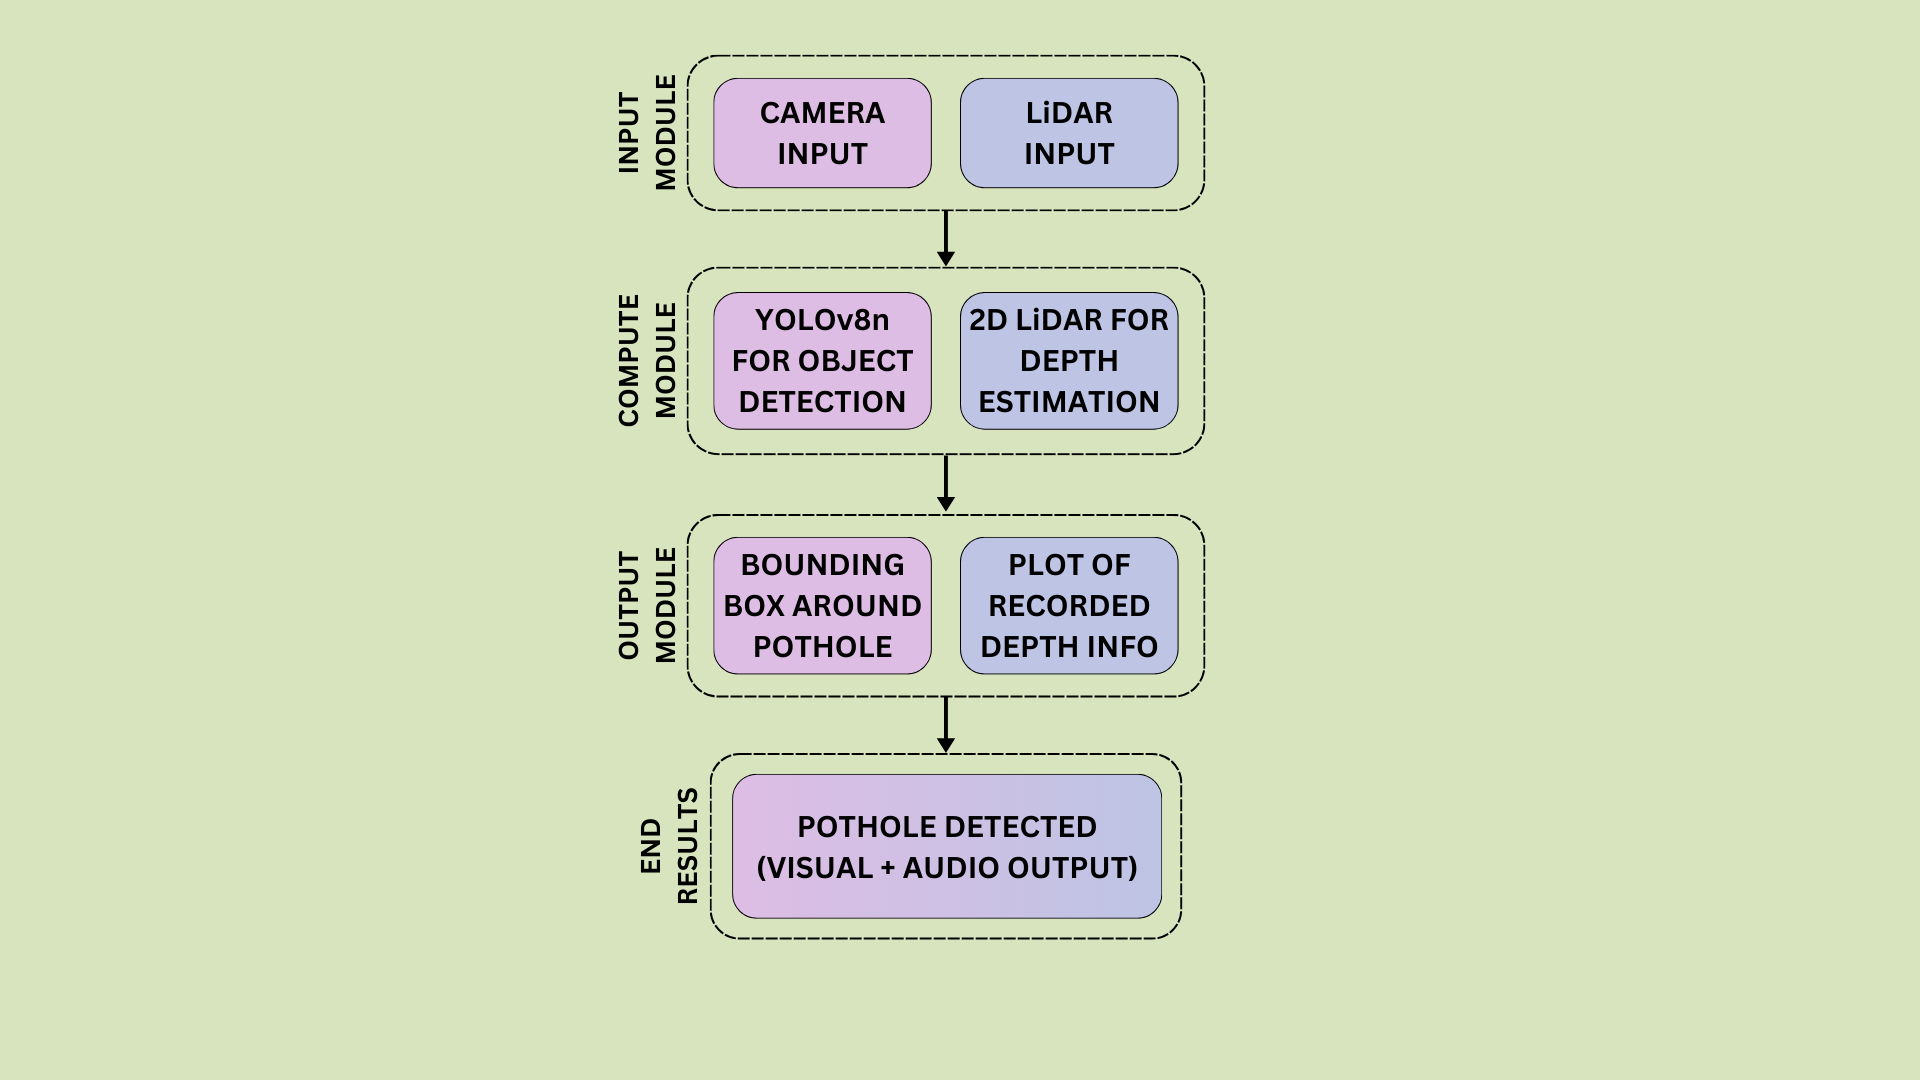 INPUT
MODULE
CAMERA
INPUT
LiDAR
INPUT
COMPUTE
MODULE
YOLOv8n
FOR OBJECT
DETECTION
2D LiDAR FOR
DEPTH
ESTIMATION
OUTPUT
MODULE
BOUNDING
BOX AROUND
POTHOLE
PLOT OF
RECORDED
DEPTH INFO
END
RESULTS
POTHOLE DETECTED
(VISUAL + AUDIO OUTPUT)